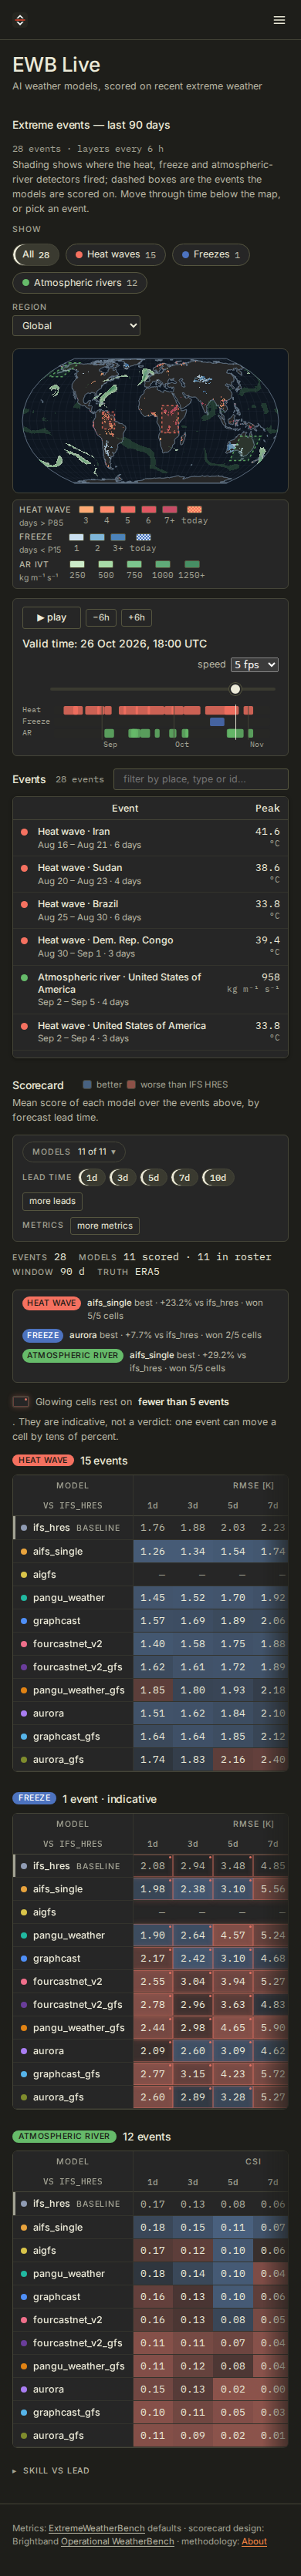 EWB Live
AI weather models, scored on recent extreme weather
Extreme events — last 90 days
28 events · layers every 6 h
Shading shows where the heat, freeze and atmospheric-
river detectors fire; dashed boxes are the events the
models are scored on. Move through time below the map,
or pick an event.
SHOW
All 28
Heat waves 15
Freezes 1
Atmospheric rivers 12
REGION
Global
HEAT WAVE
days > P85
3 4 5 6 7+ today
FREEZE
days < P15
1 2 3+ today
AR IVT
kg m⁻¹s⁻¹
250 500 750 1000 1250+
▶ play
−6h
+6h
Valid time: 26 Oct 2026, 18:00 UTC
speed 5 fps
Heat
Freeze
AR
Sep Oct Nov
Events 28 events filter by place, type or id…
Event Peak
Heat wave · Iran 41.6
Aug 16 – Aug 21 · 6 days °C
Heat wave · Sudan 38.6
Aug 20 – Aug 23 · 4 days °C
Heat wave · Brazil 33.8
Aug 25 – Aug 30 · 6 days °C
Heat wave · Dem. Rep. Congo 39.4
Aug 30 – Sep 1 · 3 days °C
Atmospheric river · United States of 958
America kg m⁻¹ s⁻¹
Sep 2 – Sep 5 · 4 days
Heat wave · United States of America 33.8
Sep 2 – Sep 4 · 3 days °C
Scorecard better worse than IFS HRES
Mean score of each model over the events above, by
forecast lead time.
MODELS 11 of 11 ▾
LEAD TIME 1d 3d 5d 7d 10d
more leads
METRICS more metrics
EVENTS 28 MODELS 11 scored · 11 in roster
WINDOW 90 d TRUTH ERA5
HEAT WAVE aifs_single best · +23.2% vs ifs_hres · won
5/5 cells
FREEZE aurora best · +7.7% vs ifs_hres · won 2/5 cells
ATMOSPHERIC RIVER aifs_single best · +29.2% vs
ifs_hres · won 5/5 cells
Glowing cells rest on fewer than 5 events
. They are indicative, not a verdict: one event can move a
cell by tens of percent.
HEAT WAVE 15 events
MODEL RMSE [K]
VS IFS_HRES 1d 3d 5d 7d
ifs_hres BASELINE 1.76 1.88 2.03 2.23
aifs_single 1.26 1.34 1.54 1.74
aigfs — — — —
pangu_weather 1.45 1.52 1.70 1.92
graphcast 1.57 1.69 1.89 2.06
fourcastnet_v2 1.40 1.58 1.75 1.88
fourcastnet_v2_gfs 1.62 1.61 1.72 1.89
pangu_weather_gfs 1.85 1.80 1.93 2.18
aurora 1.51 1.62 1.84 2.10
graphcast_gfs 1.64 1.64 1.85 2.12
aurora_gfs 1.74 1.83 2.16 2.40
FREEZE 1 event · indicative
MODEL RMSE [K]
VS IFS_HRES 1d 3d 5d 7d
ifs_hres BASELINE 2.08 2.94 3.48 4.85
aifs_single 1.98 2.38 3.10 5.56
aigfs — — — —
pangu_weather 1.90 2.64 4.57 5.24
graphcast 2.17 2.42 3.10 4.68
fourcastnet_v2 2.55 3.04 3.94 5.27
fourcastnet_v2_gfs 2.78 2.96 3.63 4.83
pangu_weather_gfs 2.44 2.98 4.65 5.90
aurora 2.09 2.60 3.09 4.62
graphcast_gfs 2.77 3.15 4.23 5.72
aurora_gfs 2.60 2.89 3.28 5.27
ATMOSPHERIC RIVER 12 events
MODEL CSI
VS IFS_HRES 1d 3d 5d 7d
ifs_hres BASELINE 0.17 0.13 0.08 0.06
aifs_single 0.18 0.15 0.11 0.07
aigfs 0.17 0.12 0.10 0.06
pangu_weather 0.18 0.14 0.10 0.04
graphcast 0.16 0.13 0.10 0.06
fourcastnet_v2 0.16 0.13 0.08 0.05
fourcastnet_v2_gfs 0.11 0.11 0.07 0.04
pangu_weather_gfs 0.11 0.12 0.08 0.04
aurora 0.15 0.13 0.02 0.00
graphcast_gfs 0.10 0.11 0.05 0.03
aurora_gfs 0.11 0.09 0.02 0.01
▸ SKILL VS LEAD
Metrics: ExtremeWeatherBench defaults · scorecard design:
Brightband Operational WeatherBench · methodology: About